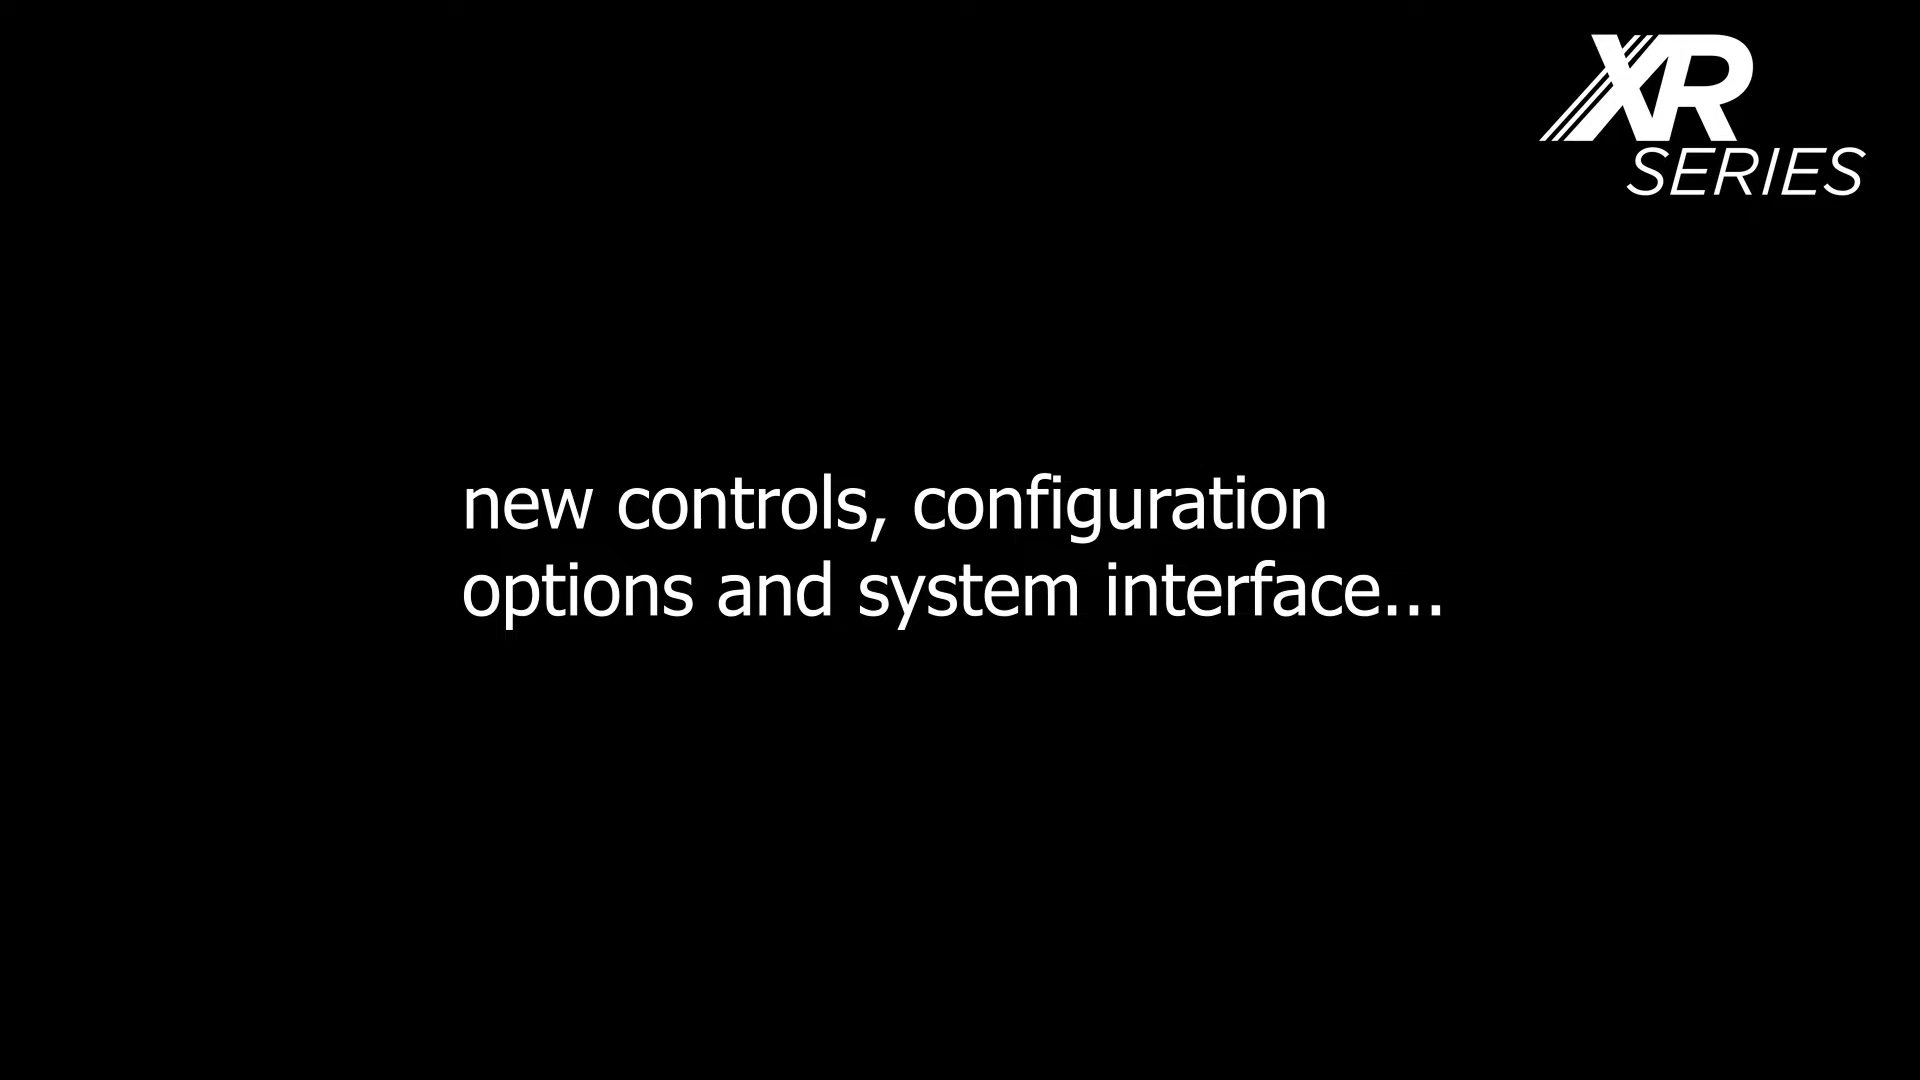 XR
SERIES
new controls, configuration
options and system interface...